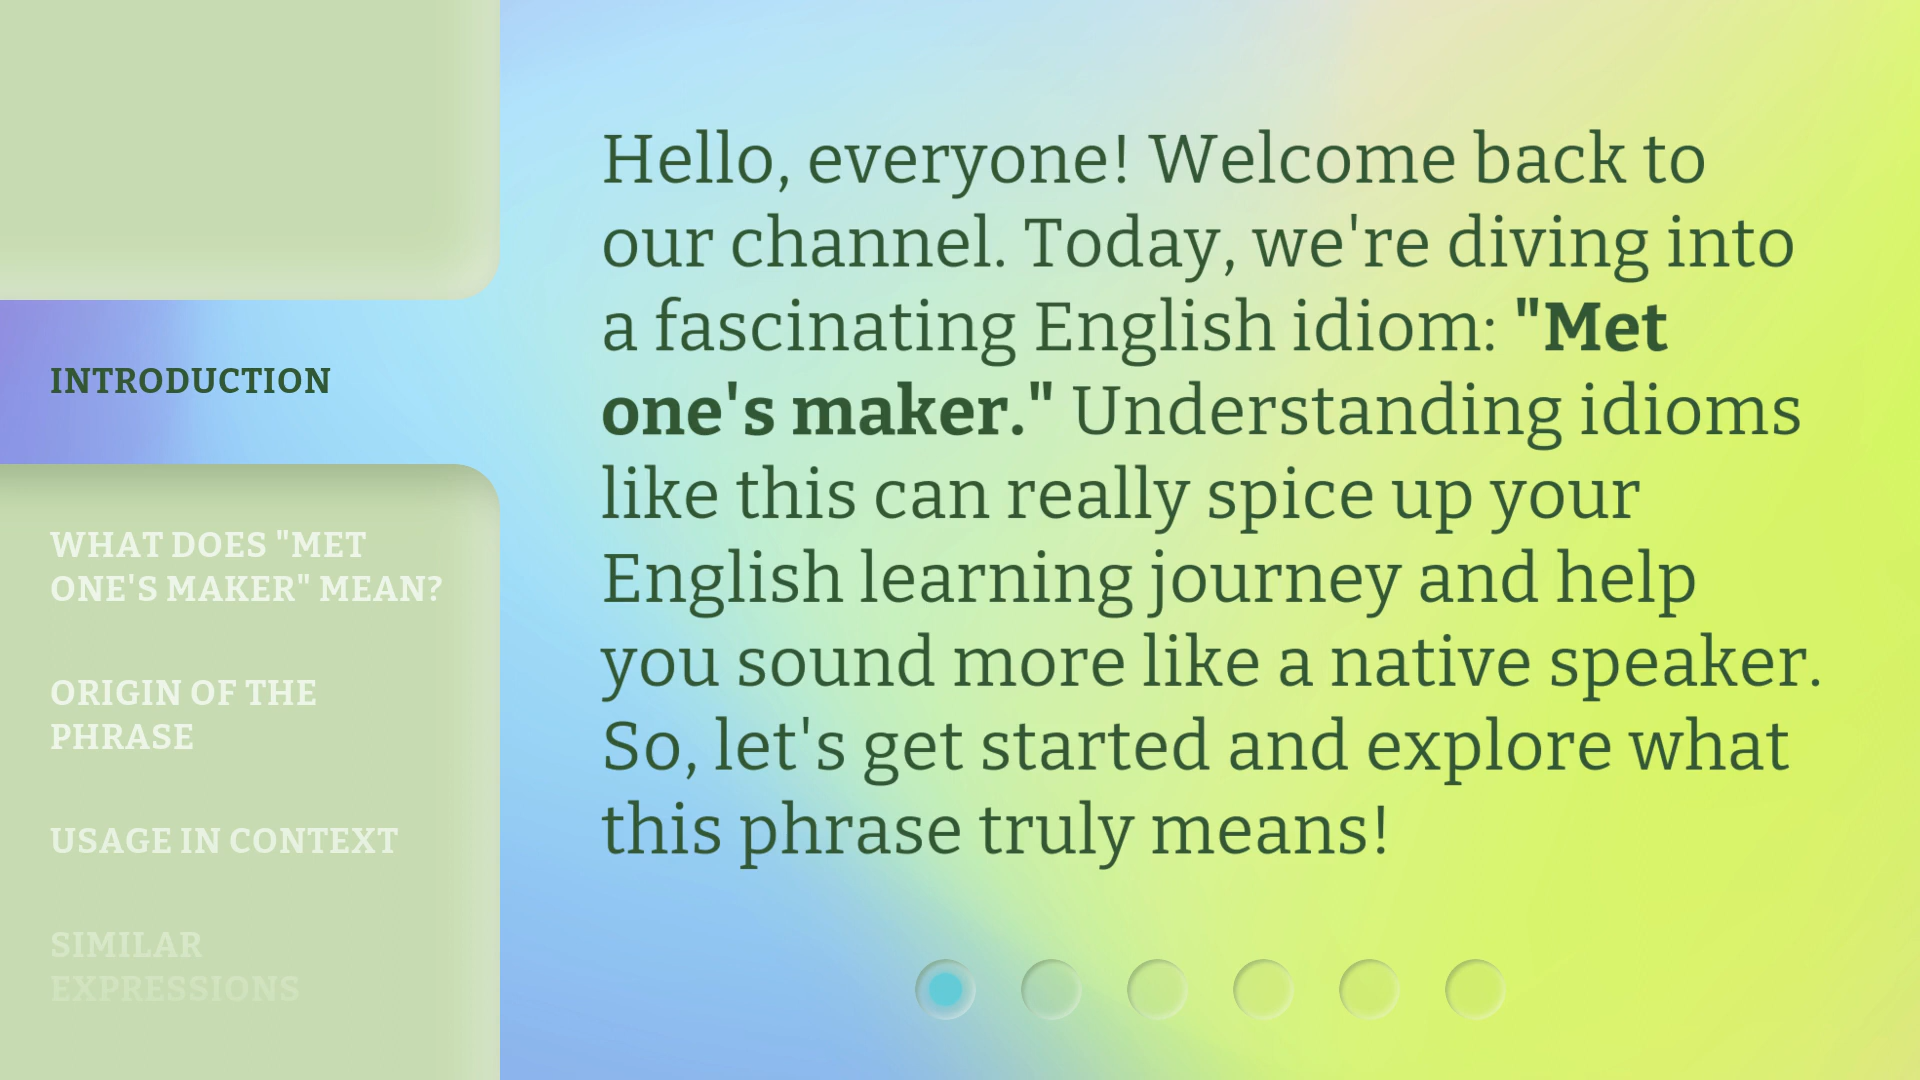 INTRODUCTION
WHAT DOES "MET
ONE'S MAKER" MEAN?
ORIGIN OF THE
PHRASE
USAGE IN CONTEXT
SIMILAR
EXPRESSIONS
Hello, everyone! Welcome back to
our channel. Today, we're diving into
a fascinating English idiom: "Met
one's maker." Understanding idioms
like this can really spice up your
English learning journey and help
you sound more like a native speaker.
So, let's get started and explore what
this phrase truly means!